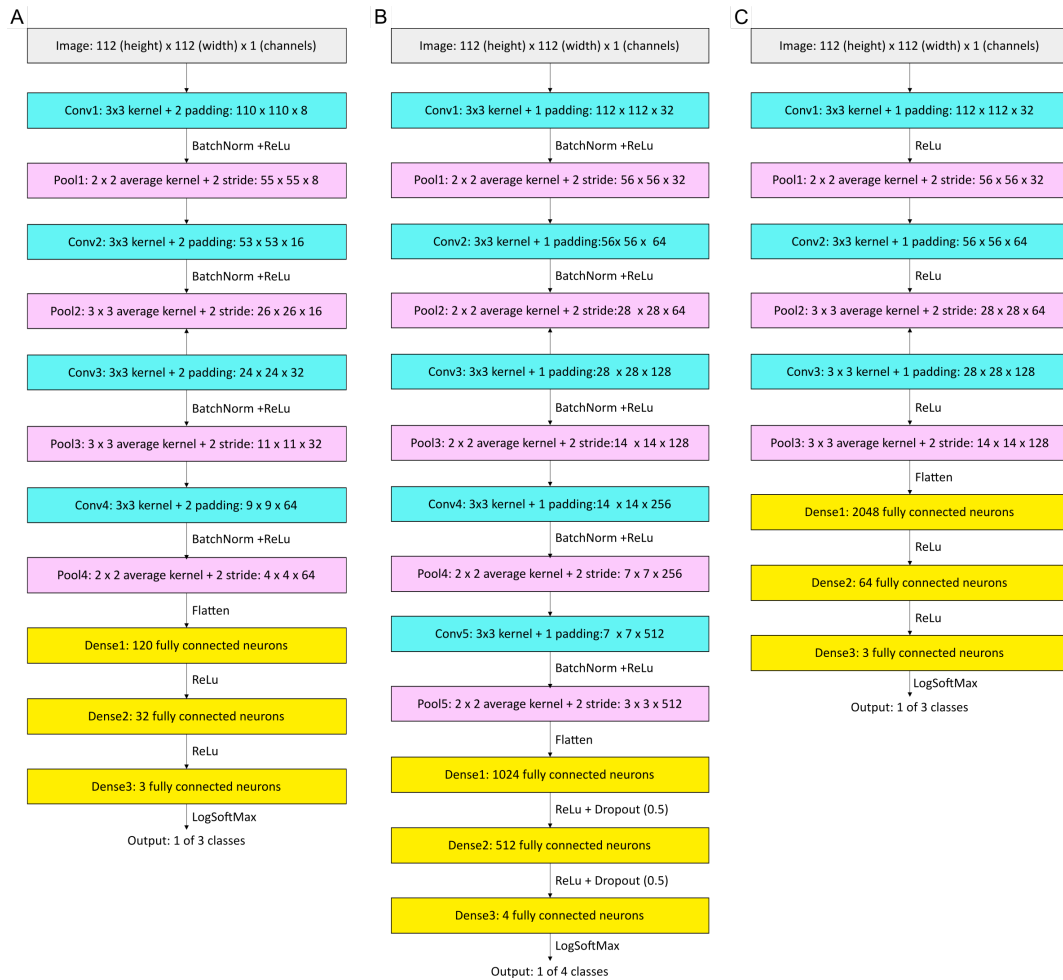 A
Image: 112 (height) x 112 (width) x 1 (channels)
Conv1: 3x3 kernel + 2 padding: 110 x 110 x 8
BatchNorm +ReLu
Pool1: 2 x 2 average kernel + 2 stride: 55 x 55 x 8
Conv2: 3x3 kernel + 2 padding: 53 x 53 x 16
BatchNorm +ReLu
Pool2: 3 x 3 average kernel + 2 stride: 26 x 26 x 16
Conv3: 3x3 kernel + 2 padding: 24 x 24 x 32
BatchNorm +ReLu
Pool3: 3 x 3 average kernel + 2 stride: 11 x 11 x 32
Conv4: 3x3 kernel + 2 padding: 9 x 9 x 64
BatchNorm +ReLu
Pool4: 2 x 2 average kernel + 2 stride: 4 x 4 x 64
Flatten
Dense1: 120 fully connected neurons
ReLu
Dense2: 32 fully connected neurons
ReLu
Dense3: 3 fully connected neurons
LogSoftMax
Output: 1 of 3 classes
B
Image: 112 (height) x 112 (width) x 1 (channels)
Conv1: 3x3 kernel + 1 padding: 112 x 112 x 32
BatchNorm +ReLu
Pool1: 2 x 2 average kernel + 2 stride: 56 x 56 x 32
Conv2: 3x3 kernel + 1 padding:56x 56 x 64
BatchNorm +ReLu
Pool2: 2 x 2 average kernel + 2 stride:28 x 28 x 64
Conv3: 3x3 kernel + 1 padding:28 x 28 x 128
BatchNorm +ReLu
Pool3: 2 x 2 average kernel + 2 stride:14 x 14 x 128
Conv4: 3x3 kernel + 1 padding:14 x 14 x 256
BatchNorm +ReLu
Pool4: 2 x 2 average kernel + 2 stride: 7 x 7 x 256
Conv5: 3x3 kernel + 1 padding:7 x 7 x 512
BatchNorm +ReLu
Pool5: 2 x 2 average kernel + 2 stride: 3 x 3 x 512
Flatten
Dense1: 1024 fully connected neurons
ReLu + Dropout (0.5)
Dense2: 512 fully connected neurons
ReLu + Dropout (0.5)
Dense3: 4 fully connected neurons
LogSoftMax
Output: 1 of 4 classes
C
Image: 112 (height) x 112 (width) x 1 (channels)
Conv1: 3x3 kernel + 1 padding: 112 x 112 x 32
ReLu
Pool1: 2 x 2 average kernel + 2 stride: 56 x 56 x 32
Conv2: 3x3 kernel + 1 padding: 56 x 56 x 64
ReLu
Pool2: 3 x 3 average kernel + 2 stride: 28 x 28 x 64
Conv3: 3 x 3 kernel + 1 padding: 28 x 28 x 128
ReLu
Pool3: 3 x 3 average kernel + 2 stride: 14 x 14 x 128
Flatten
Dense1: 2048 fully connected neurons
ReLu
Dense2: 64 fully connected neurons
ReLu
Dense3: 3 fully connected neurons
LogSoftMax
Output: 1 of 3 classes